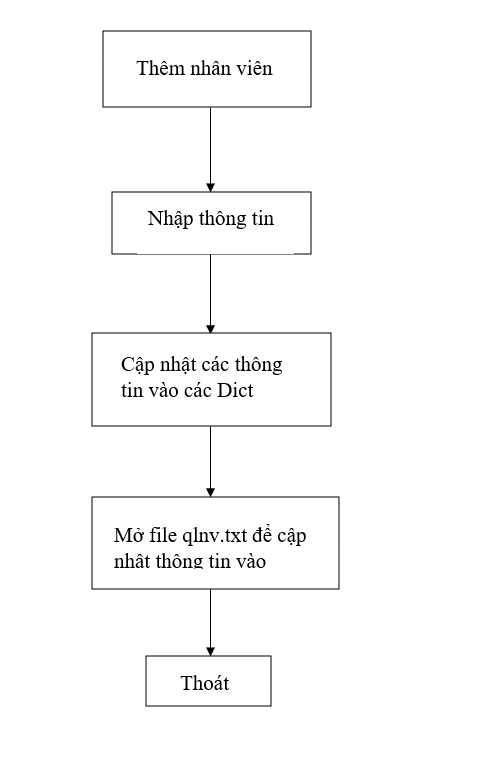 Thêm nhân viên
Nhập thông tin
Cập nhật các thông
tin vào các Dict
Mở file qlnv.txt để cập
nhật thông tin vào
Thoát